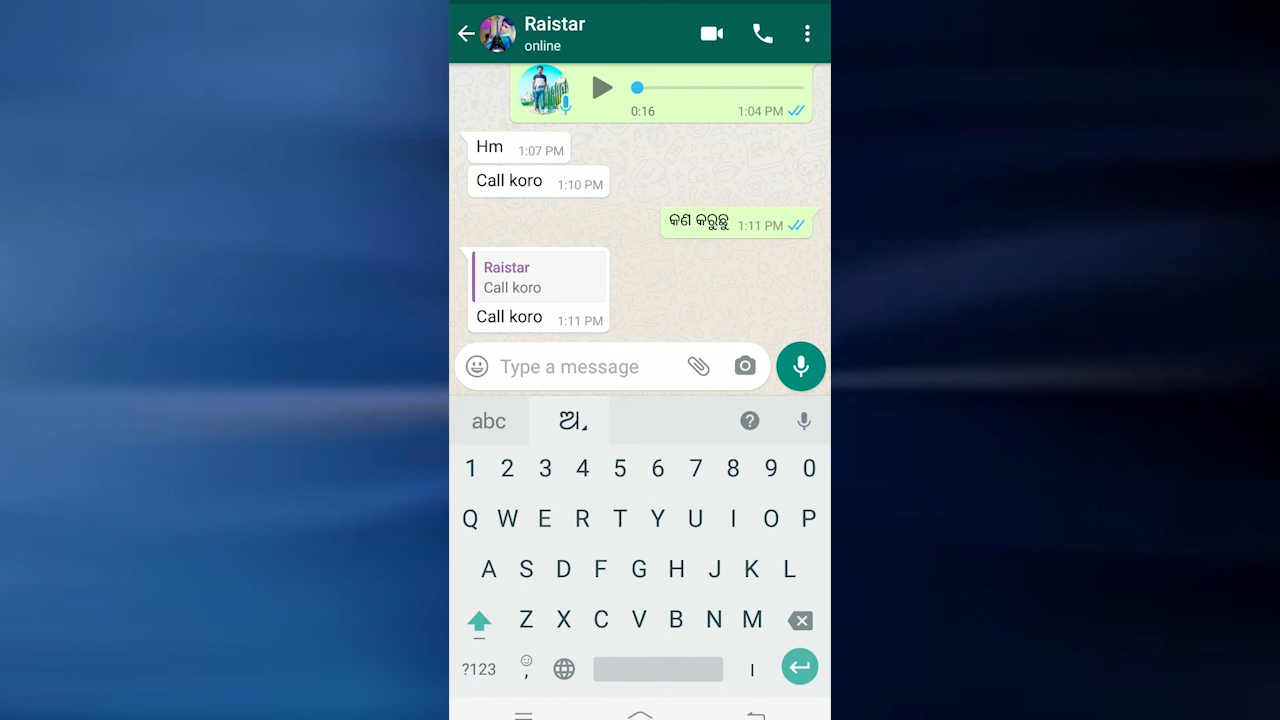 Raistar
online
0:16 1:04 PM
Hm 1:07 PM
Call koro 1:10 PM
କଣ କରୁଛୁ 1:11 PM
Raistar
Call koro
Call koro 1:11 PM
Type a message
abc ଅ
1 2 3 4 5 6 7 8 9 0
Q W E R T Y U I O P
A S D F G H J K L
Z X C V B N M
?123 , ।